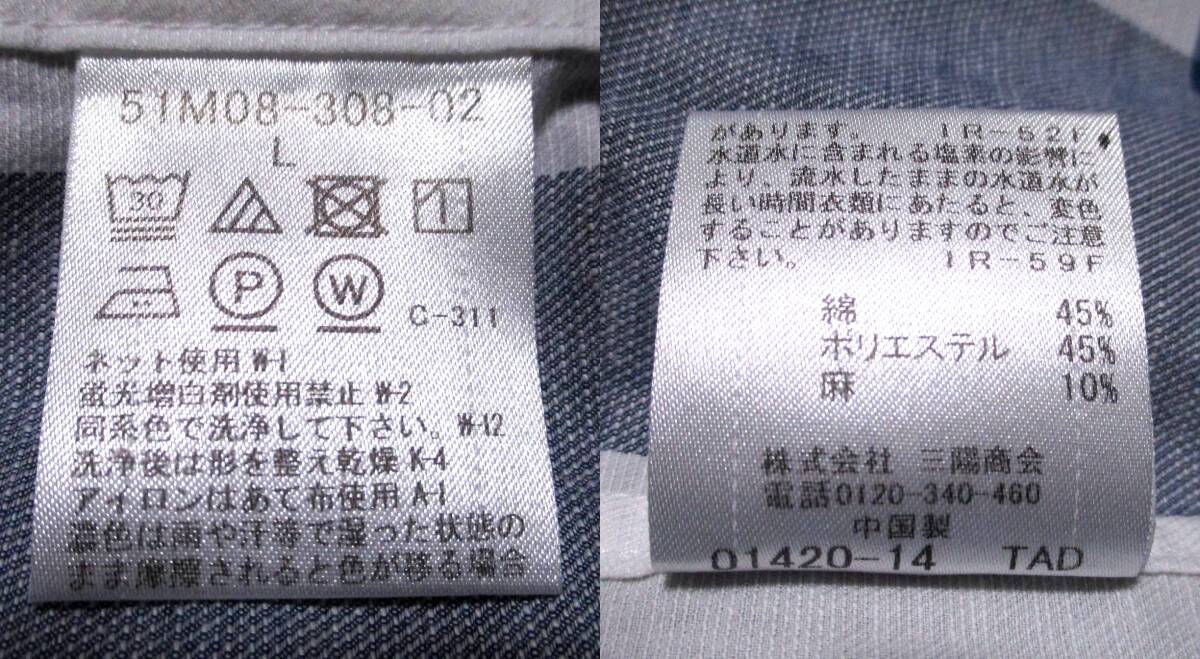 51M08-308-02
L
30
1
P
W
C-311
ネット使用 W-1
蛍光増白剤使用禁止 W-2
同系色で洗浄して下さい。W-12
洗浄後は形を整え乾燥 K-4
アイロンはあて布使用 A-1
濃色は雨や汗等で湿った状態の
まま摩擦されると色が移る場合
があります。 IR-52F
水道水に含まれる塩素の影響に
より、流水したままの水道水が
長い時間衣類にあたると、変色
することがありますのでご注意
下さい。 IR-59F
綿 45%
ポリエステル 45%
麻 10%
株式会社 三陽商会
電話0120-340-460
中国製
01420-14 TAD